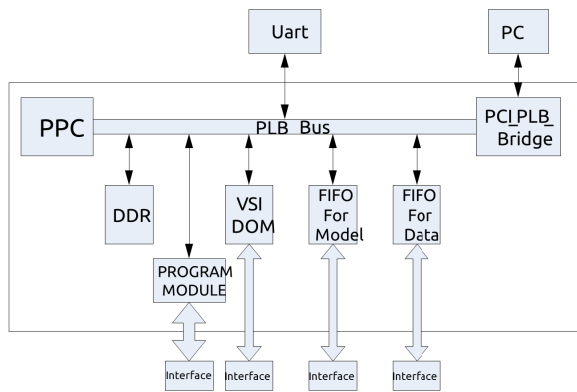 Uart
PC
PPC
PLB Bus
PCI_PLB_
Bridge
DDR
VSI
DOM
FIFO
For
Model
FIFO
For
Data
PROGRAM
MODULE
Interface
Interface
Interface
Interface